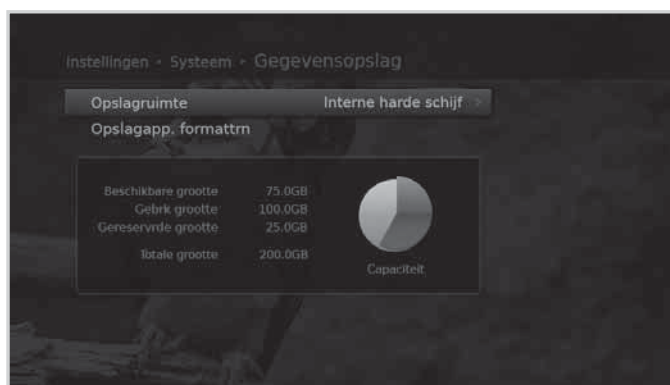 Instellingen ▸ Systeem ▸ Gegevensopslag
Opslagruimte Interne harde schijf >
Opslagapp. formattrn
Beschikbare grootte 75.0GB
Gebrk grootte 100.0GB
Gereservrde grootte 25.0GB
Totale grootte 200.0GB
Capaciteit